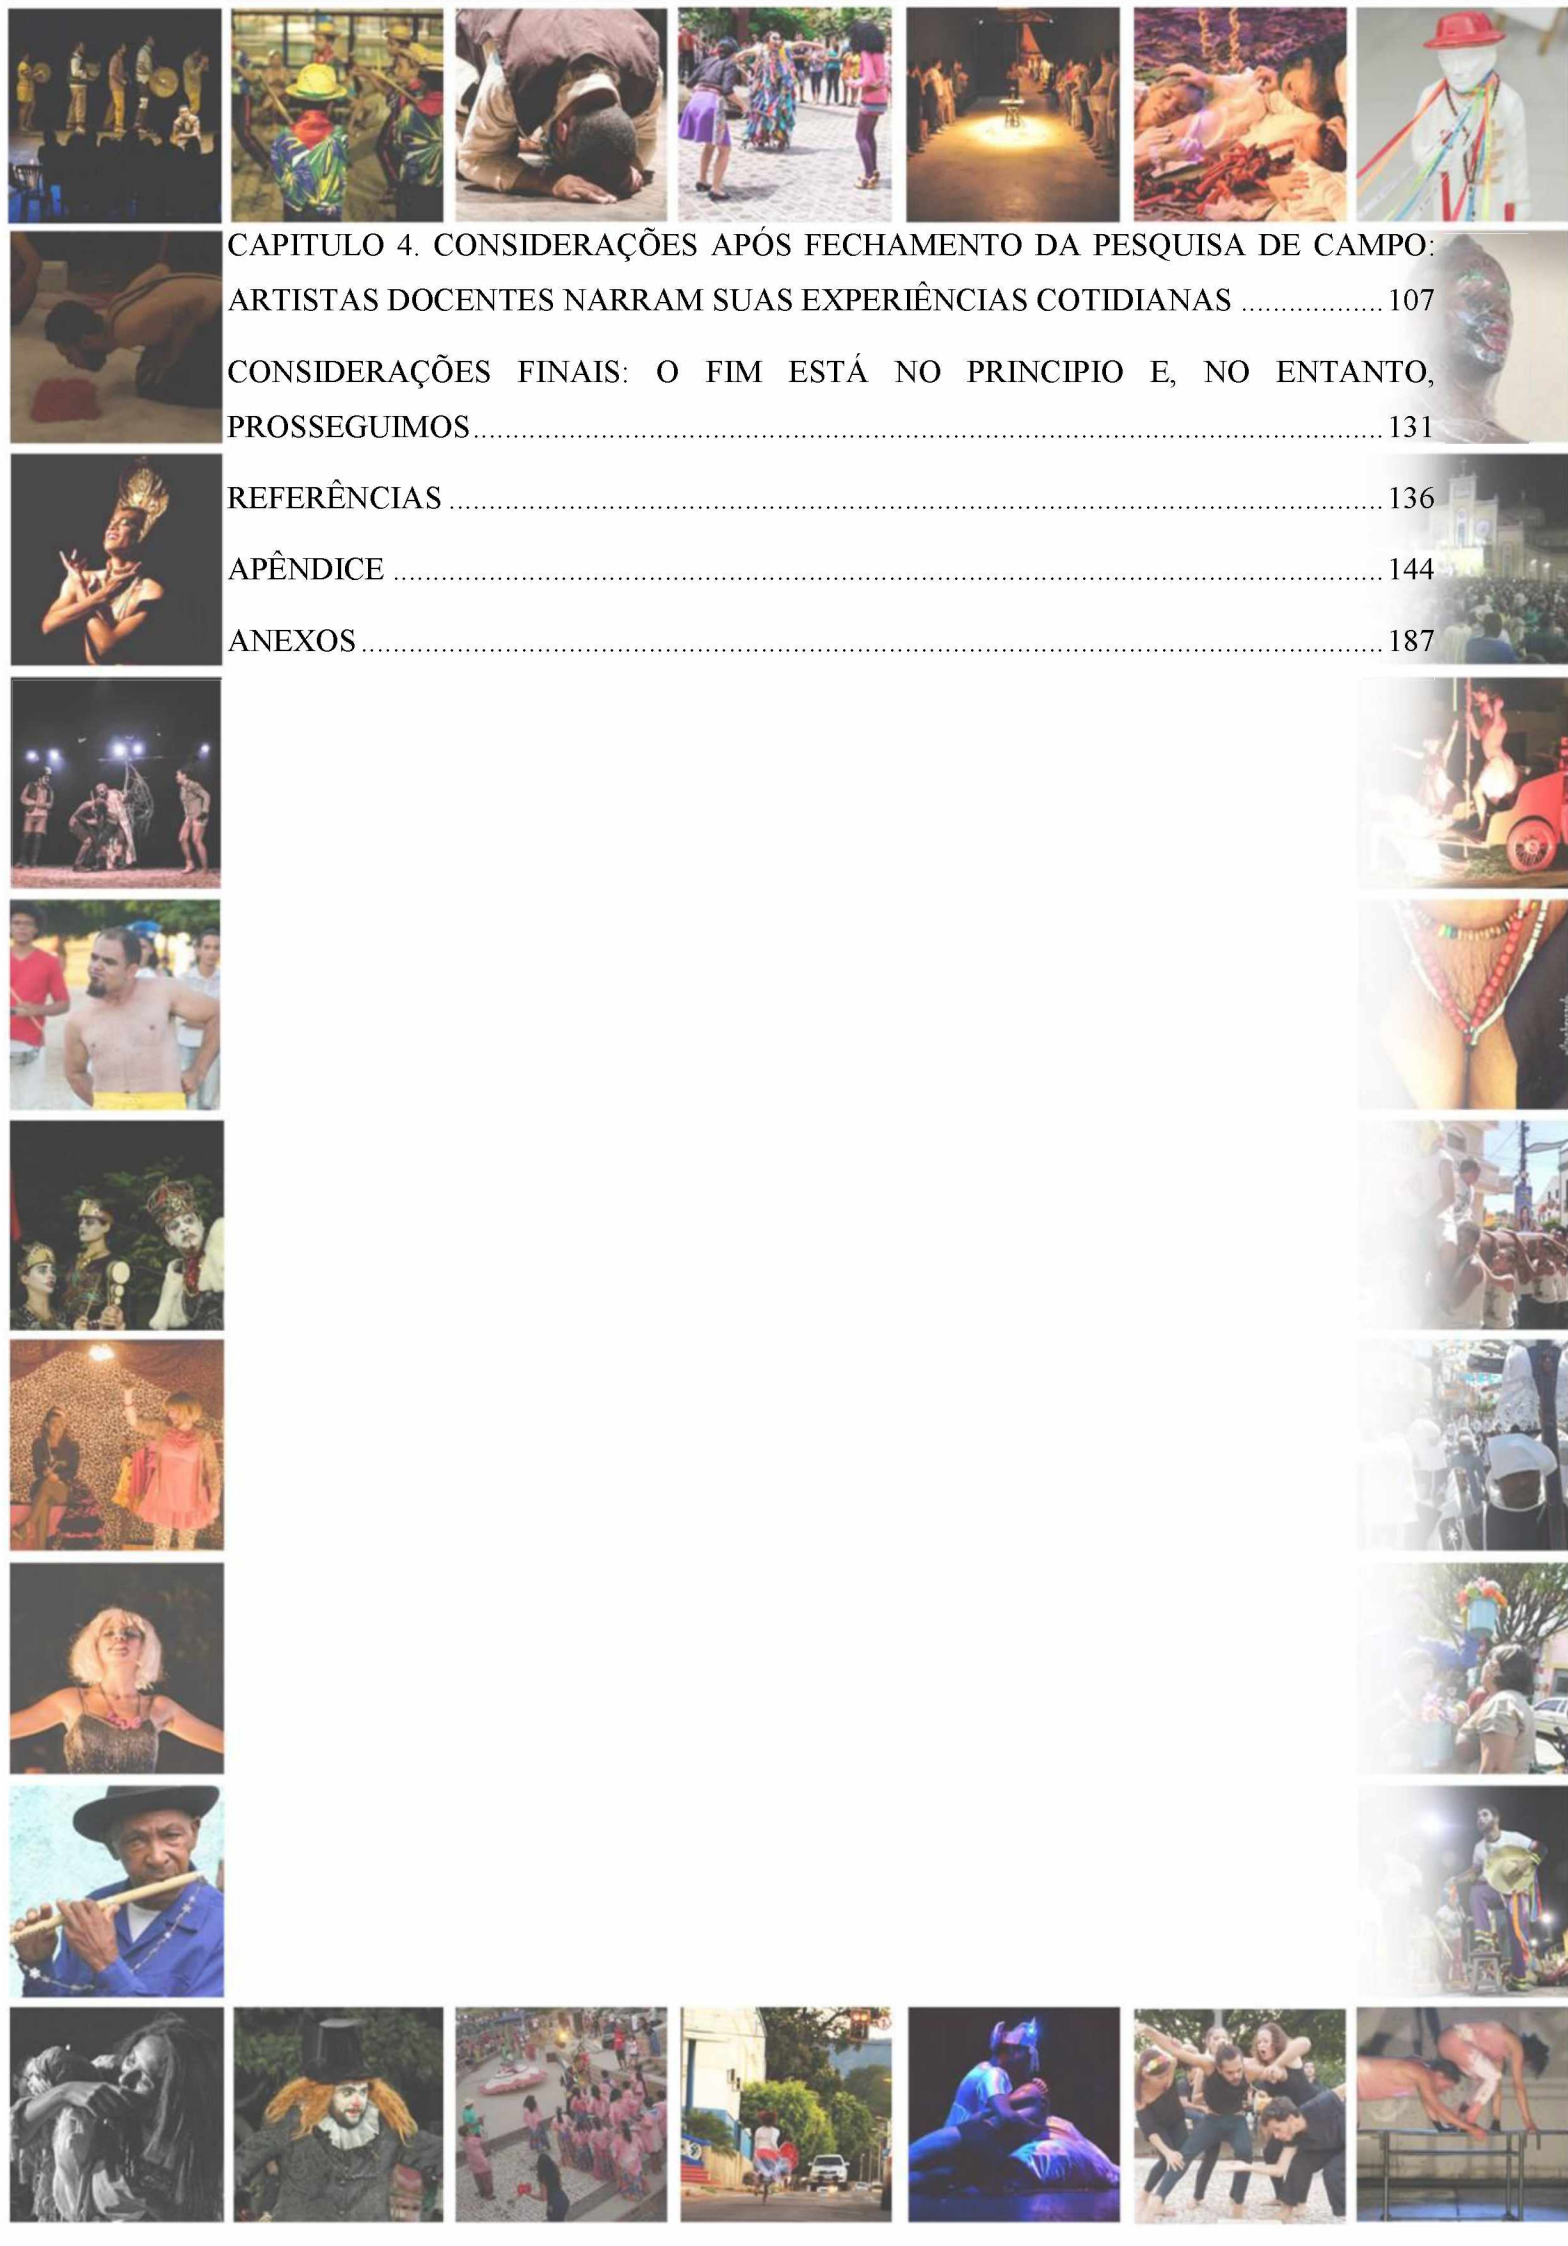 CAPITULO 4. CONSIDERAÇÕES APÓS FECHAMENTO DA PESQUISA DE CAMPO:
ARTISTAS DOCENTES NARRAM SUAS EXPERIÊNCIAS COTIDIANAS .................. 107
CONSIDERAÇÕES FINAIS: O FIM ESTÁ NO PRINCIPIO E, NO ENTANTO,
PROSSEGUIMOS.................................................................................................................. 131
REFERÊNCIAS ..................................................................................................................... 136
APÊNDICE ............................................................................................................................ 144
ANEXOS ................................................................................................................................ 187